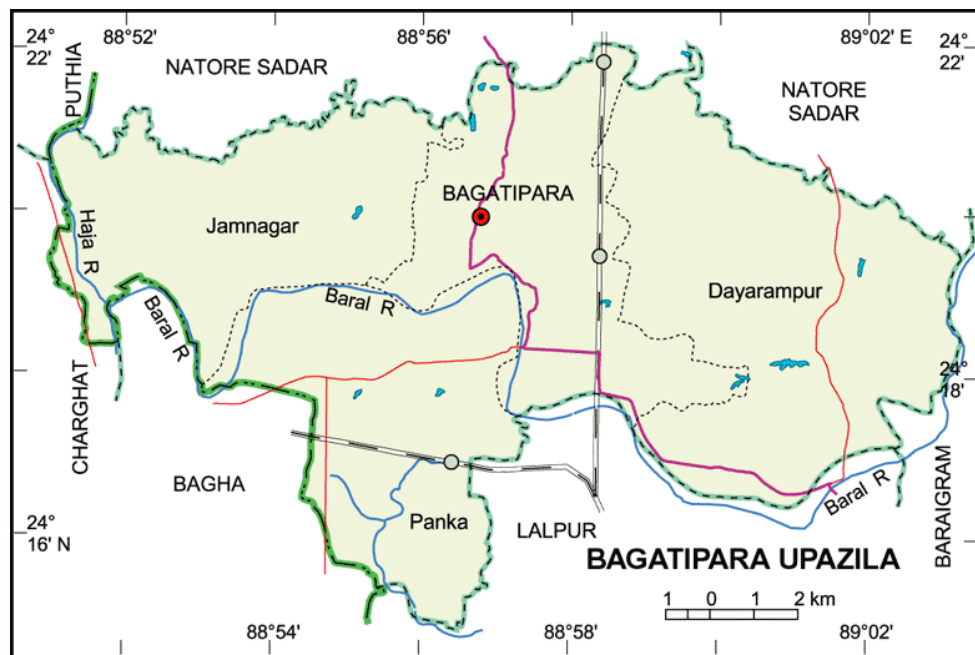 88°52'
88°56'
89°02' E
24°
22'
24°
22'
PUTHIA
NATORE SADAR
NATORE
SADAR
BAGATIPARA
Jamnagar
Haja R
Baral R
Baral R
Dayarampur
24°
18'
CHARGHAT
BAGHA
Panka
LALPUR
Baral R
BARAIGRAM
24°
16' N
BAGATIPARA UPAZILA
1 0 1 2 km
88°54'
88°58'
89°02'